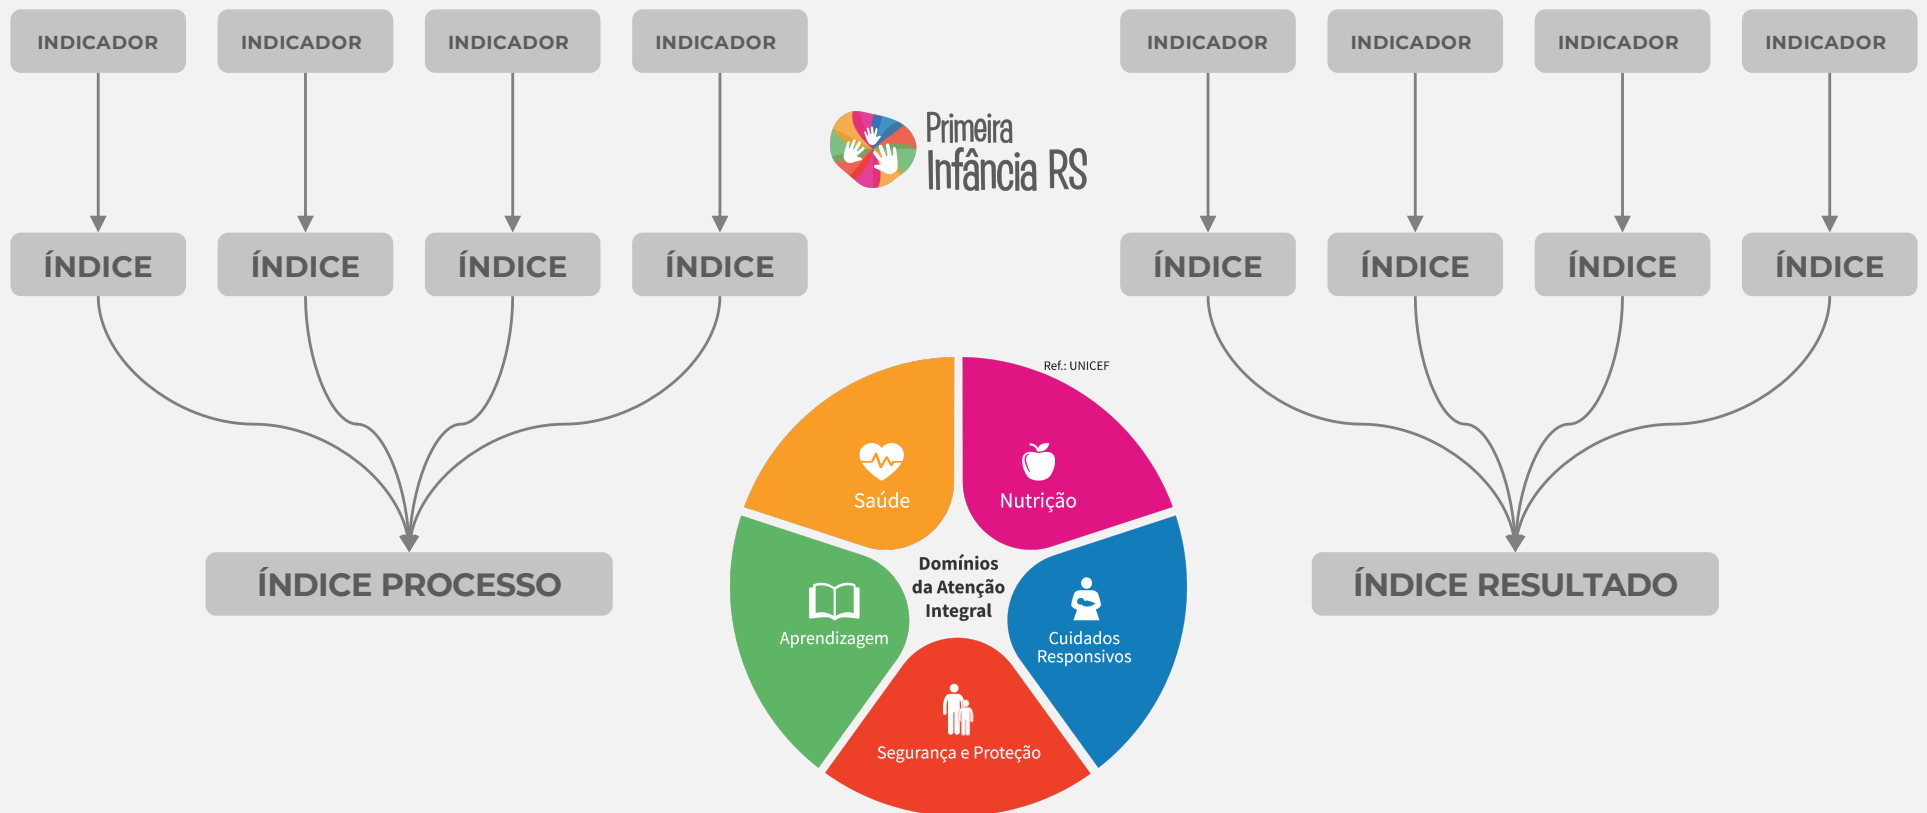 INDICADOR
INDICADOR
INDICADOR
INDICADOR
INDICADOR
INDICADOR
INDICADOR
INDICADOR
Primeira
Infância RS
ÍNDICE
ÍNDICE
ÍNDICE
ÍNDICE
ÍNDICE
ÍNDICE
ÍNDICE
ÍNDICE
Ref.: UNICEF
Saúde
Nutrição
Domínios
da Atenção
Integral
ÍNDICE PROCESSO
ÍNDICE RESULTADO
Aprendizagem
Cuidados
Responsivos
Segurança e Proteção